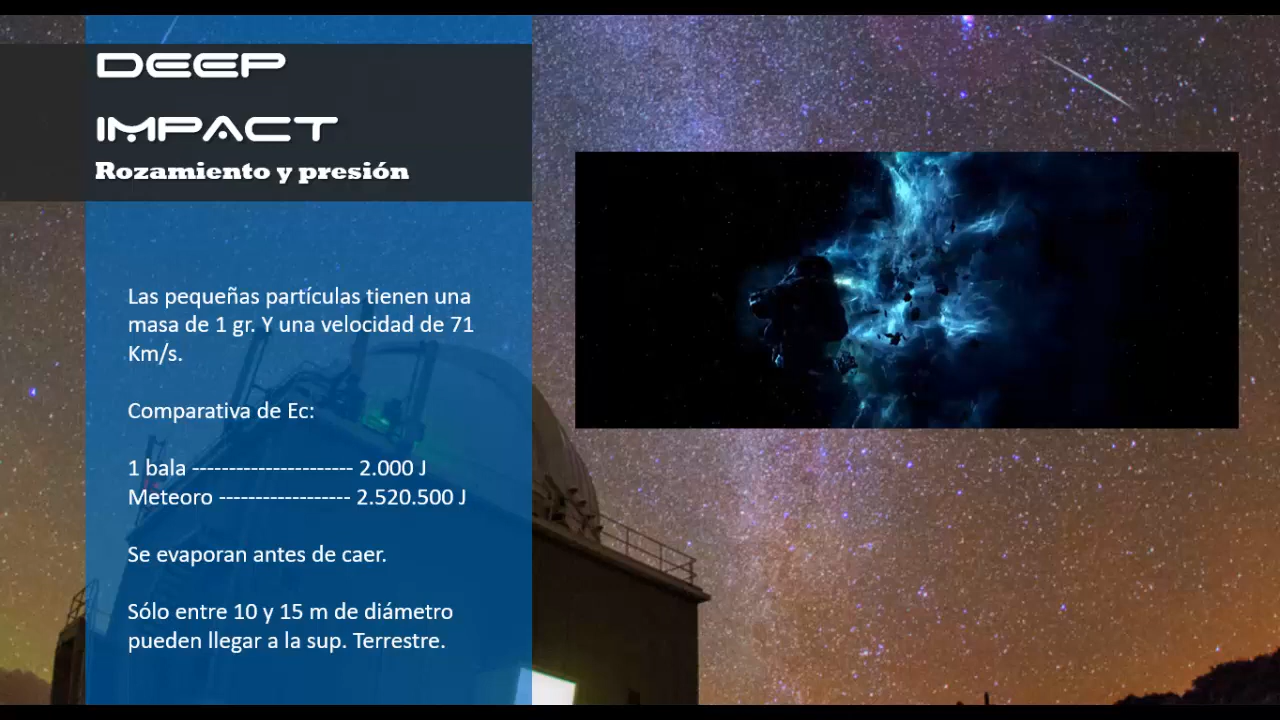 DEEP
IMPACT
Rozamiento y presión
Las pequeñas partículas tienen una
masa de 1 gr. Y una velocidad de 71
Km/s.
Comparativa de Ec:
1 bala ---------------------- 2.000 J
Meteoro ------------------ 2.520.500 J
Se evaporan antes de caer.
Sólo entre 10 y 15 m de diámetro
pueden llegar a la sup. Terrestre.